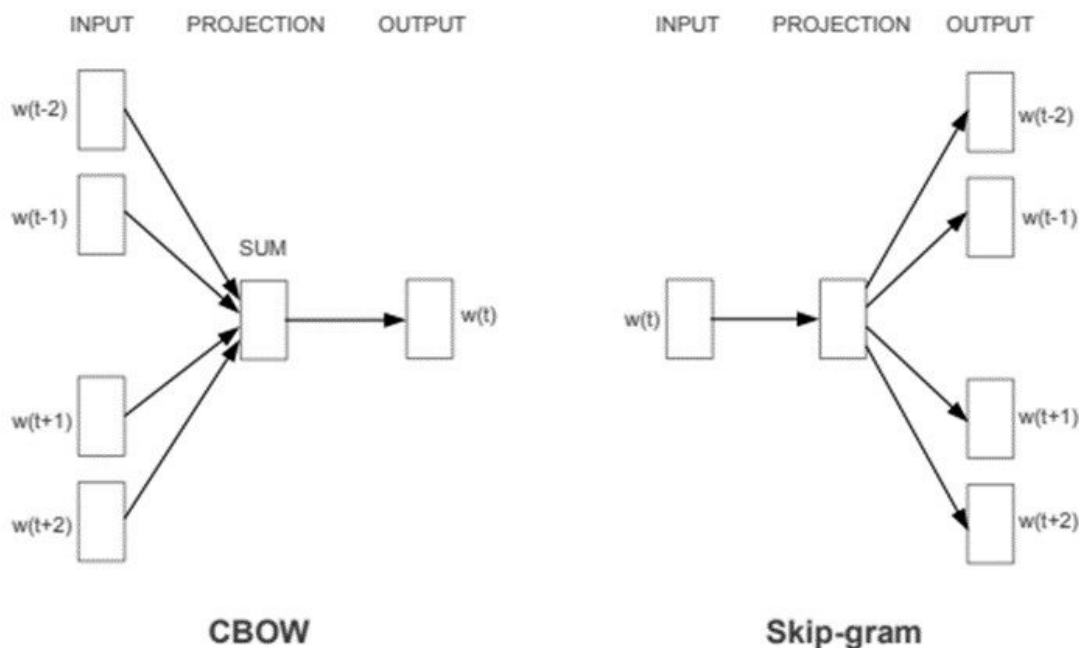 INPUT PROJECTION OUTPUT
w(t-2)
w(t-1)
SUM
w(t)
w(t+1)
w(t+2)
CBOW
INPUT PROJECTION OUTPUT
w(t-2)
w(t-1)
w(t)
w(t+1)
w(t+2)
Skip-gram